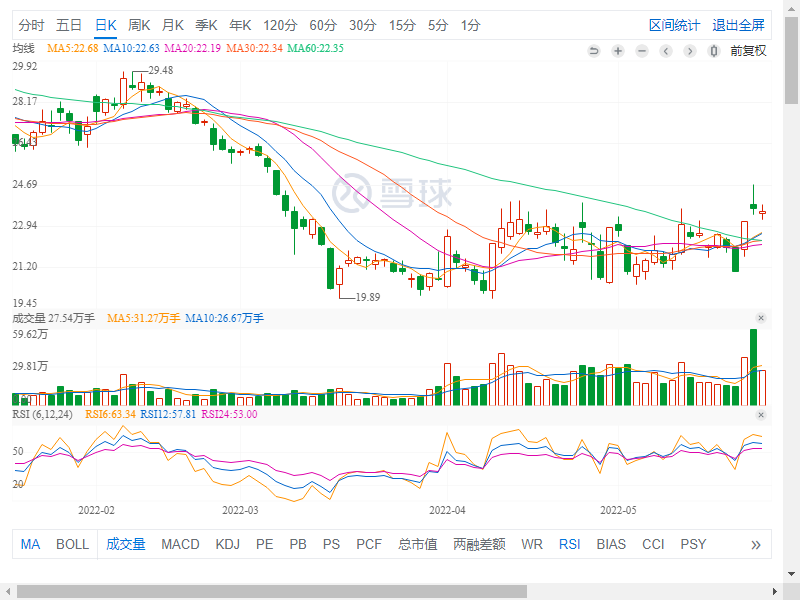 分时 五日 日K 周K 月K 季K 年K 120分 60分 30分 15分 5分 1分 区间统计 退出全屏
均线 MA5:22.68 MA10:22.63 MA20:22.19 MA30:22.34 MA60:22.35 前复权
29.92
29.48
28.17
24.69
雪球
22.94
21.20
19.45
19.89
成交量 27.54万手 MA5:31.27万手 MA10:26.67万手
59.62万
29.81万
RSI (6,12,24) RSI6:63.34 RSI12:57.81 RSI24:53.00
50
20
2022-02 2022-03 2022-04 2022-05
MA BOLL 成交量 MACD KDJ PE PB PS PCF 总市值 两融差额 WR RSI BIAS CCI PSY »